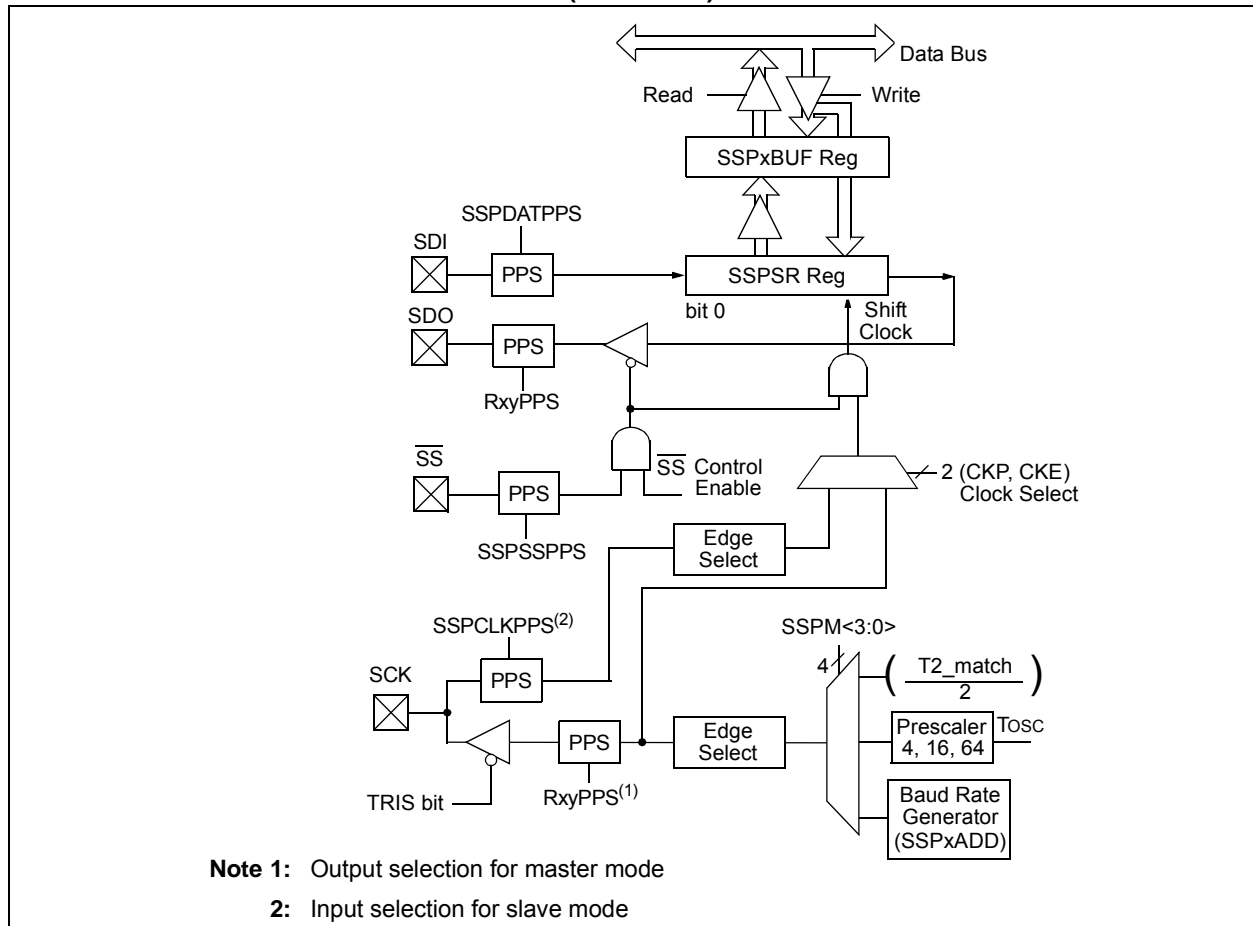 Data Bus
Read
Write
SSPxBUF Reg
SSPDATPPS
SDI
PPS
SSPSR Reg
bit 0
Shift
Clock
SDO
PPS
RxyPPS
SS
PPS
SSPSSPPS
SS Control
Enable
2 (CKP, CKE)
Clock Select
Edge
Select
SSPCLKPPS(2)
SCK
PPS
SSPM<3:0>
4
T2_match
2
Prescaler
4, 16, 64
TOSC
Edge
Select
PPS
RxyPPS(1)
TRIS bit
Baud Rate
Generator
(SSPxADD)
Note 1: Output selection for master mode
2: Input selection for slave mode